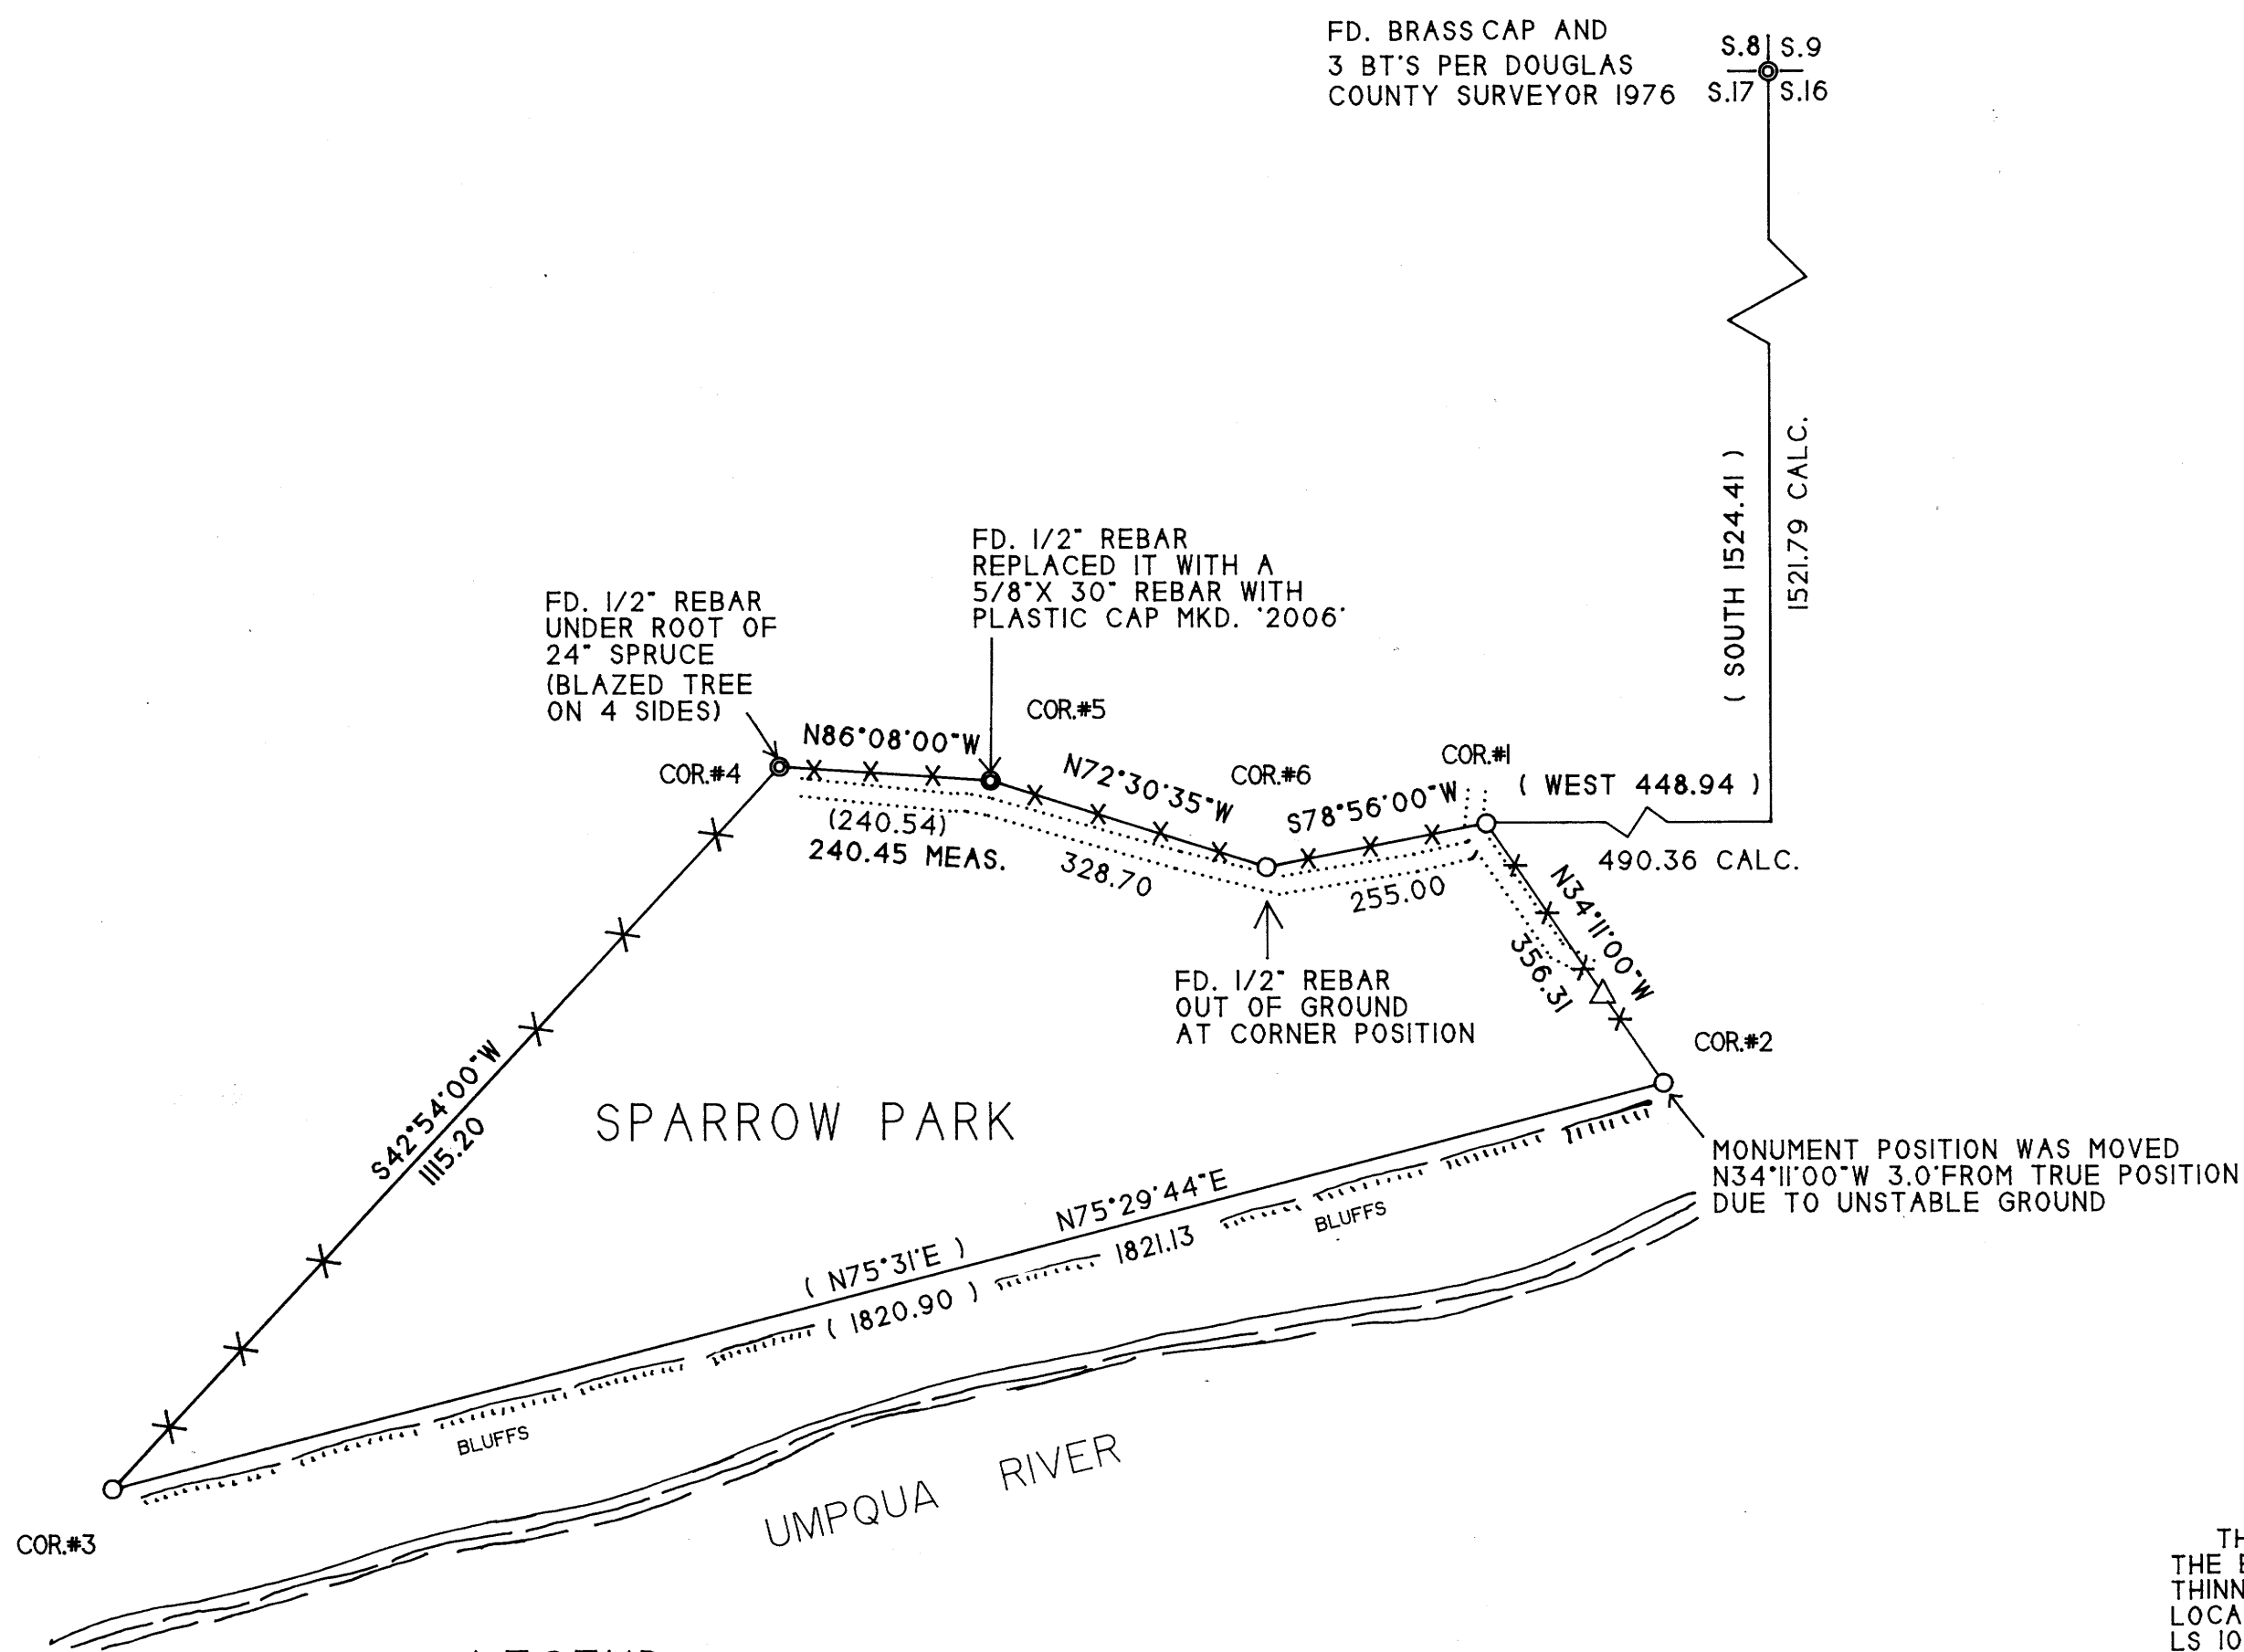 FD. BRASS CAP AND
3 BT'S PER DOUGLAS
COUNTY SURVEYOR 1976
S.8 S.9
S.17 S.16
( SOUTH 1524.41 )
1521.79 CALC.
FD. 1/2" REBAR
REPLACED IT WITH A
5/8"X 30" REBAR WITH
PLASTIC CAP MKD. '2006'
FD. 1/2" REBAR
UNDER ROOT OF
24" SPRUCE
(BLAZED TREE
ON 4 SIDES)
COR.#5
COR.#4
N86°08'00"W
N72°30'35"W
COR.#6
S78°56'00"W
COR.#1
( WEST 448.94 )
490.36 CALC.
(240.54)
240.45 MEAS.
328.70
255.00
N34°11'00"W
356.31
FD. 1/2" REBAR
OUT OF GROUND
AT CORNER POSITION
COR.#2
S42°54'00"W
1115.20
SPARROW PARK
MONUMENT POSITION WAS MOVED
N34°11'00"W 3.0'FROM TRUE POSITION
DUE TO UNSTABLE GROUND
( N75°31'E )
N75°29'44"E
( 1820.90 )
1821.13
BLUFFS
BLUFFS
UMPQUA RIVER
COR.#3
TH
THE
THINN
LOCA
LS 10